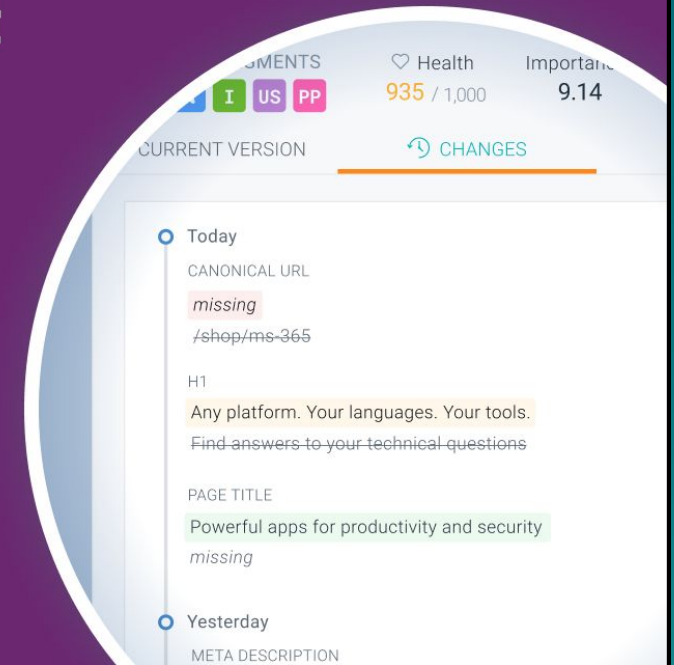 ♡ Health
Importan
I US PP
935 / 1,000
9.14
CURRENT VERSION
CHANGES
Today
CANONICAL URL
missing
/shop/ms-365
H1
Any platform. Your languages. Your tools.
Find answers to your technical questions
PAGE TITLE
Powerful apps for productivity and security
missing
Yesterday
META DESCRIPTION